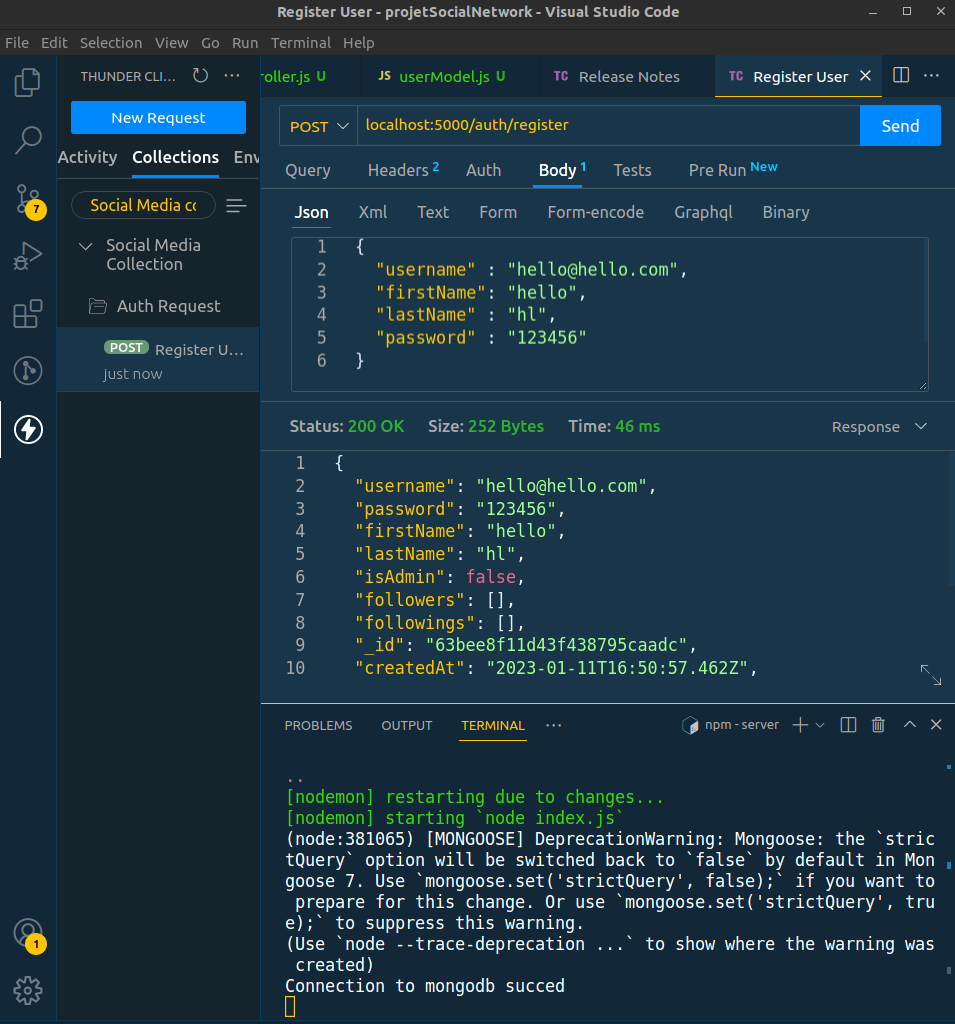 Register User - projetSocialNetwork - Visual Studio Code
File Edit Selection View Go Run Terminal Help
THUNDER CLI... ···
roller.js U JS userModel.js U TC Release Notes TC Register User ···
New Request
POST localhost:5000/auth/register Send
Activity Collections Env
Query Headers 2 Auth Body 1 Tests Pre Run New
7
Social Media co
Json Xml Text Form Form-encode Graphql Binary
Social Media
Collection
Auth Request
POST Register U...
just now
1 {
2 "username" : "hello@hello.com",
3 "firstName": "hello",
4 "lastName" : "hl",
5 "password" : "123456"
6 }
Status: 200 OK Size: 252 Bytes Time: 46 ms Response
1 {
2 "username": "hello@hello.com",
3 "password": "123456",
4 "firstName": "hello",
5 "lastName": "hl",
6 "isAdmin": false,
7 "followers": [],
8 "followings": [],
9 "_id": "63bee8f11d43f438795caadc",
10 "createdAt": "2023-01-11T16:50:57.462Z",
PROBLEMS OUTPUT TERMINAL ··· npm - server
..
[nodemon] restarting due to changes...
[nodemon] starting `node index.js`
(node:381065) [MONGOOSE] DeprecationWarning: Mongoose: the `stric
tQuery` option will be switched back to `false` by default in Mon
goose 7. Use `mongoose.set('strictQuery', false);` if you want to
prepare for this change. Or use `mongoose.set('strictQuery', tru
e);` to suppress this warning.
(Use `node --trace-deprecation ...` to show where the warning was
created)
Connection to mongodb succed
1